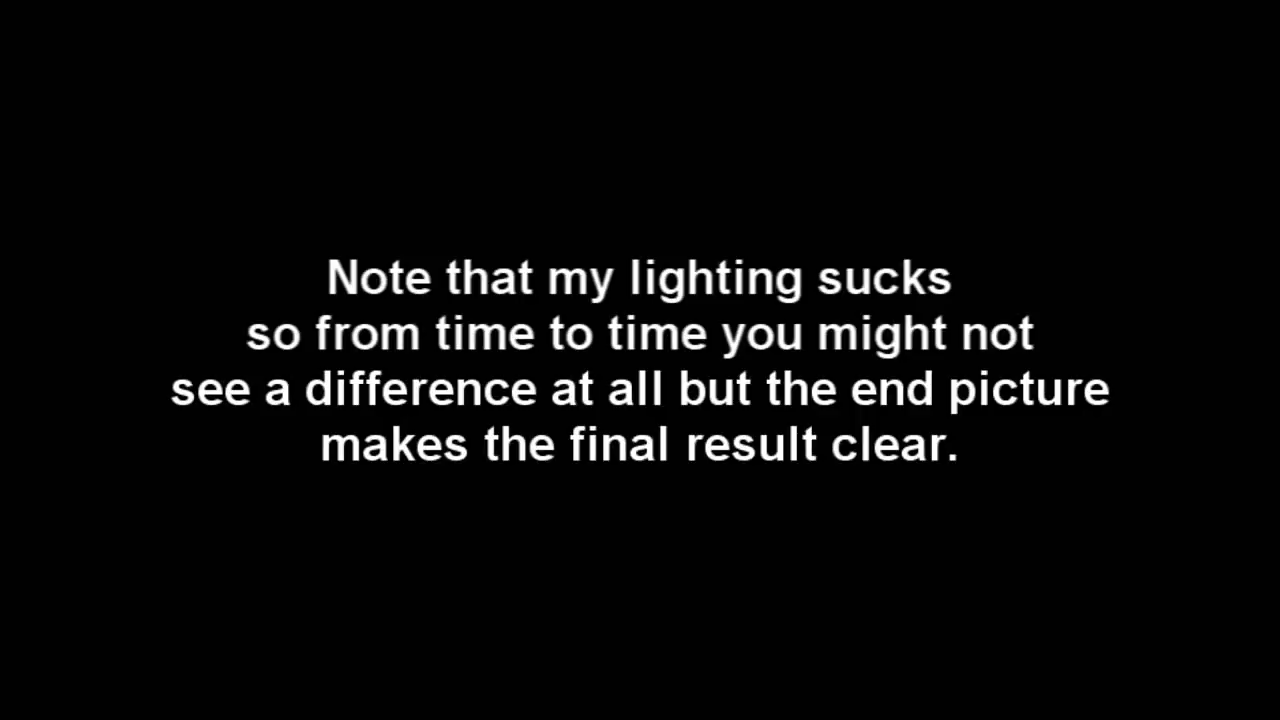 Note that my lighting sucks
so from time to time you might not
see a difference at all but the end picture
makes the final result clear.